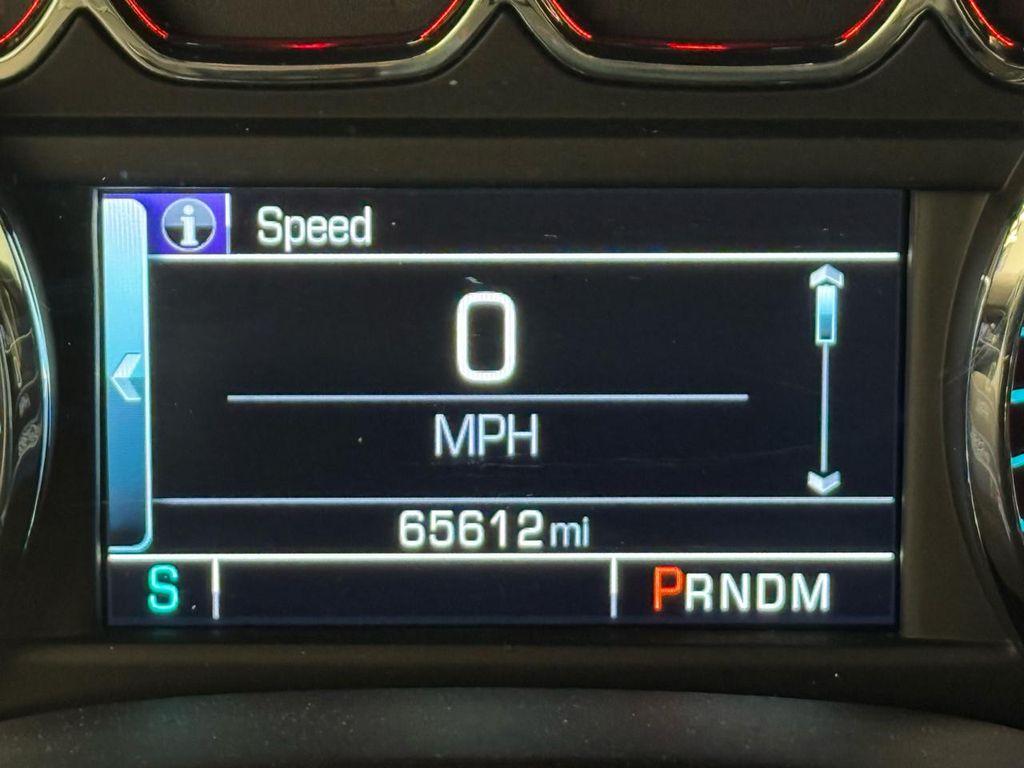 i Speed
0
MPH
65612mi
S PRNDM